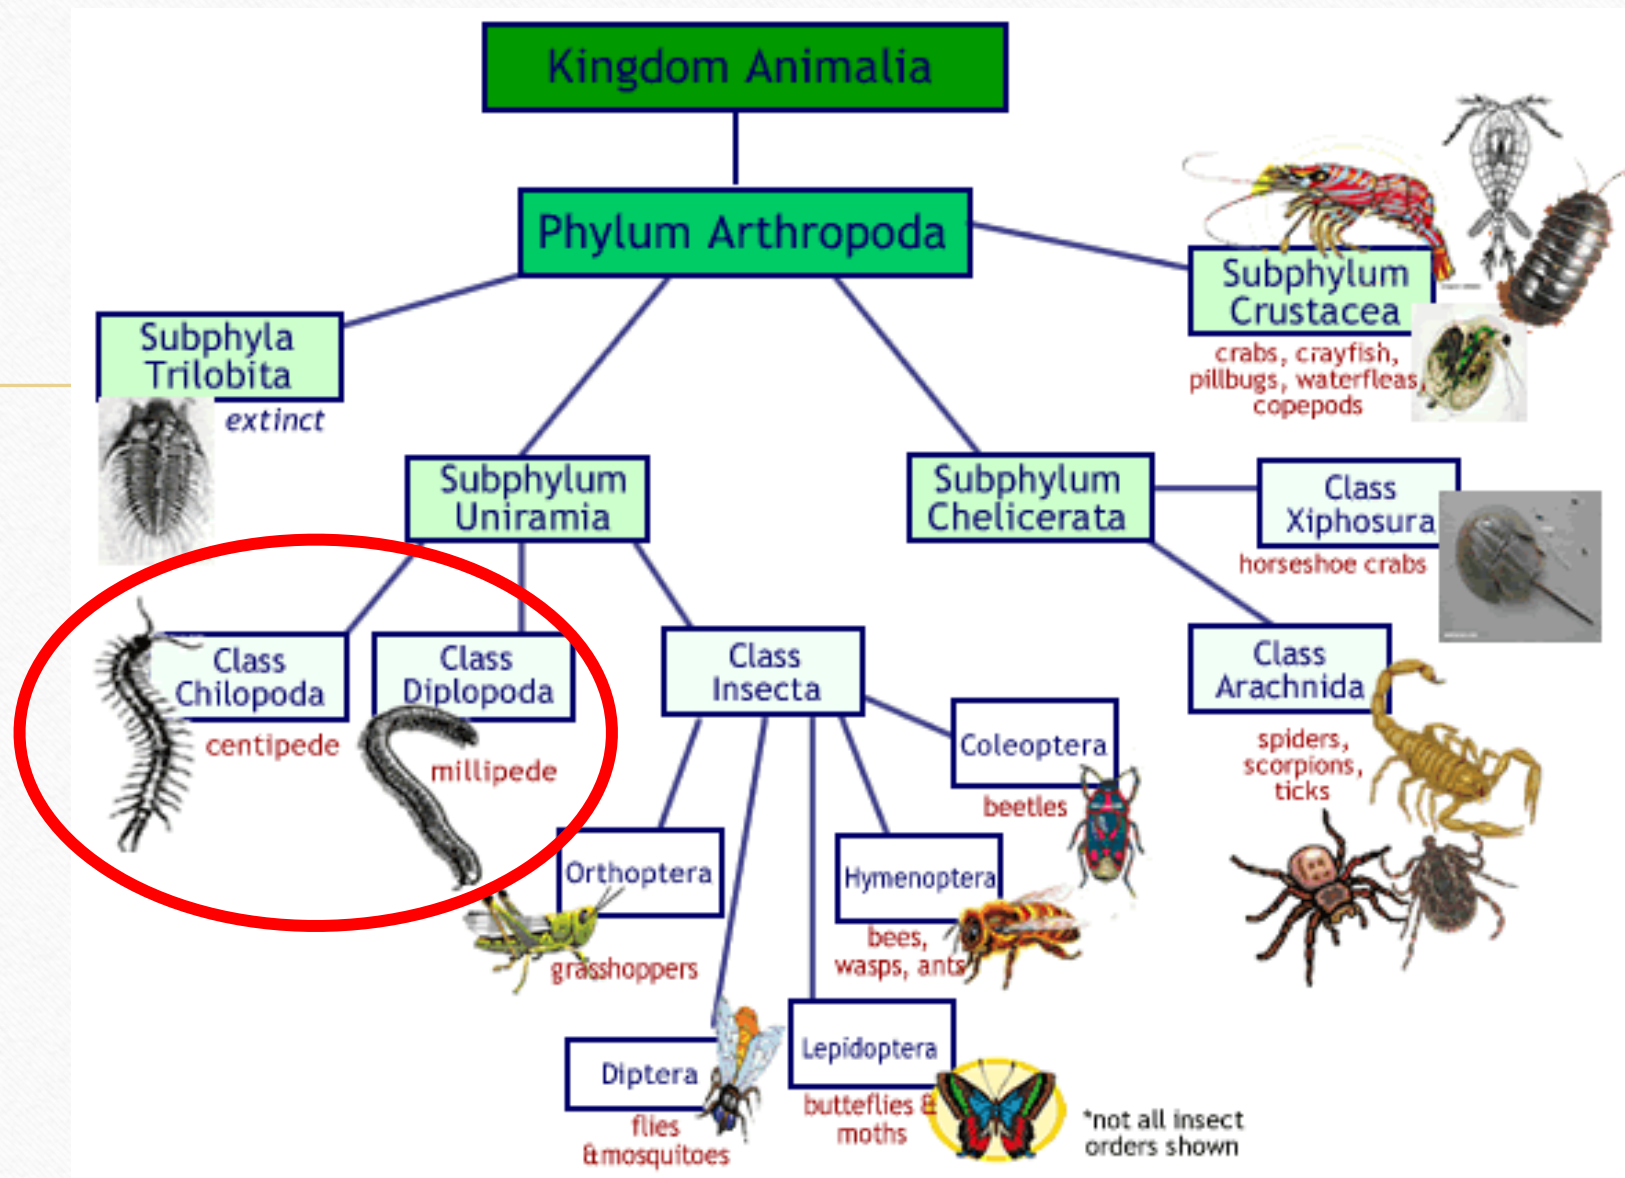 Kingdom Animalia
Phylum Arthropoda
Subphylum
Crustacea
crabs, crayfish,
pillbugs, waterfleas,
copepods
Subphyla
Trilobita
extinct
Subphylum
Uniramia
Subphylum
Chelicerata
Class
Xiphosura
horseshoe crabs
Class
Chilopoda
centipede
Class
Diplopoda
millipede
Class
Insecta
Class
Arachnida
spiders,
scorpions,
ticks
Coleoptera
beetles
Orthoptera
grasshoppers
Hymenoptera
bees,
wasps, ants
Diptera
flies
&mosquitoes
Lepidoptera
butteflies &
moths
*not all insect
orders shown